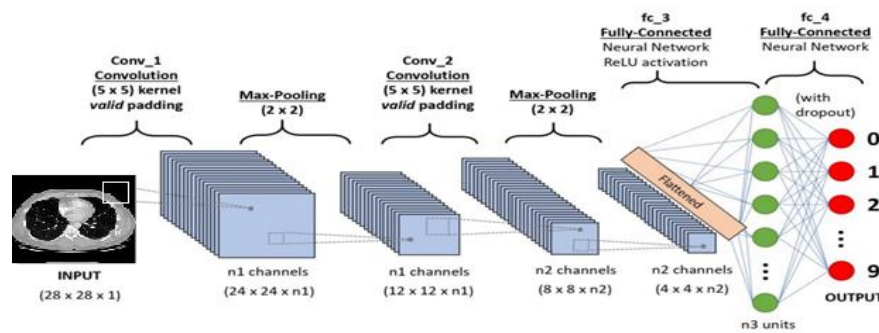 fc_3
Fully-Connected
Neural Network
ReLU activation
fc_4
Fully-Connected
Neural Network
Conv_1
Convolution
(5 x 5) kernel
valid padding
Max-Pooling
(2 x 2)
Conv_2
Convolution
(5 x 5) kernel
valid padding
Max-Pooling
(2 x 2)
(with
dropout)
Flattened
0
1
2
9
INPUT
(28 x 28 x 1)
n1 channels
(24 x 24 x n1)
n1 channels
(12 x 12 x n1)
n2 channels
(8 x 8 x n2)
n2 channels
(4 x 4 x n2)
OUTPUT
n3 units